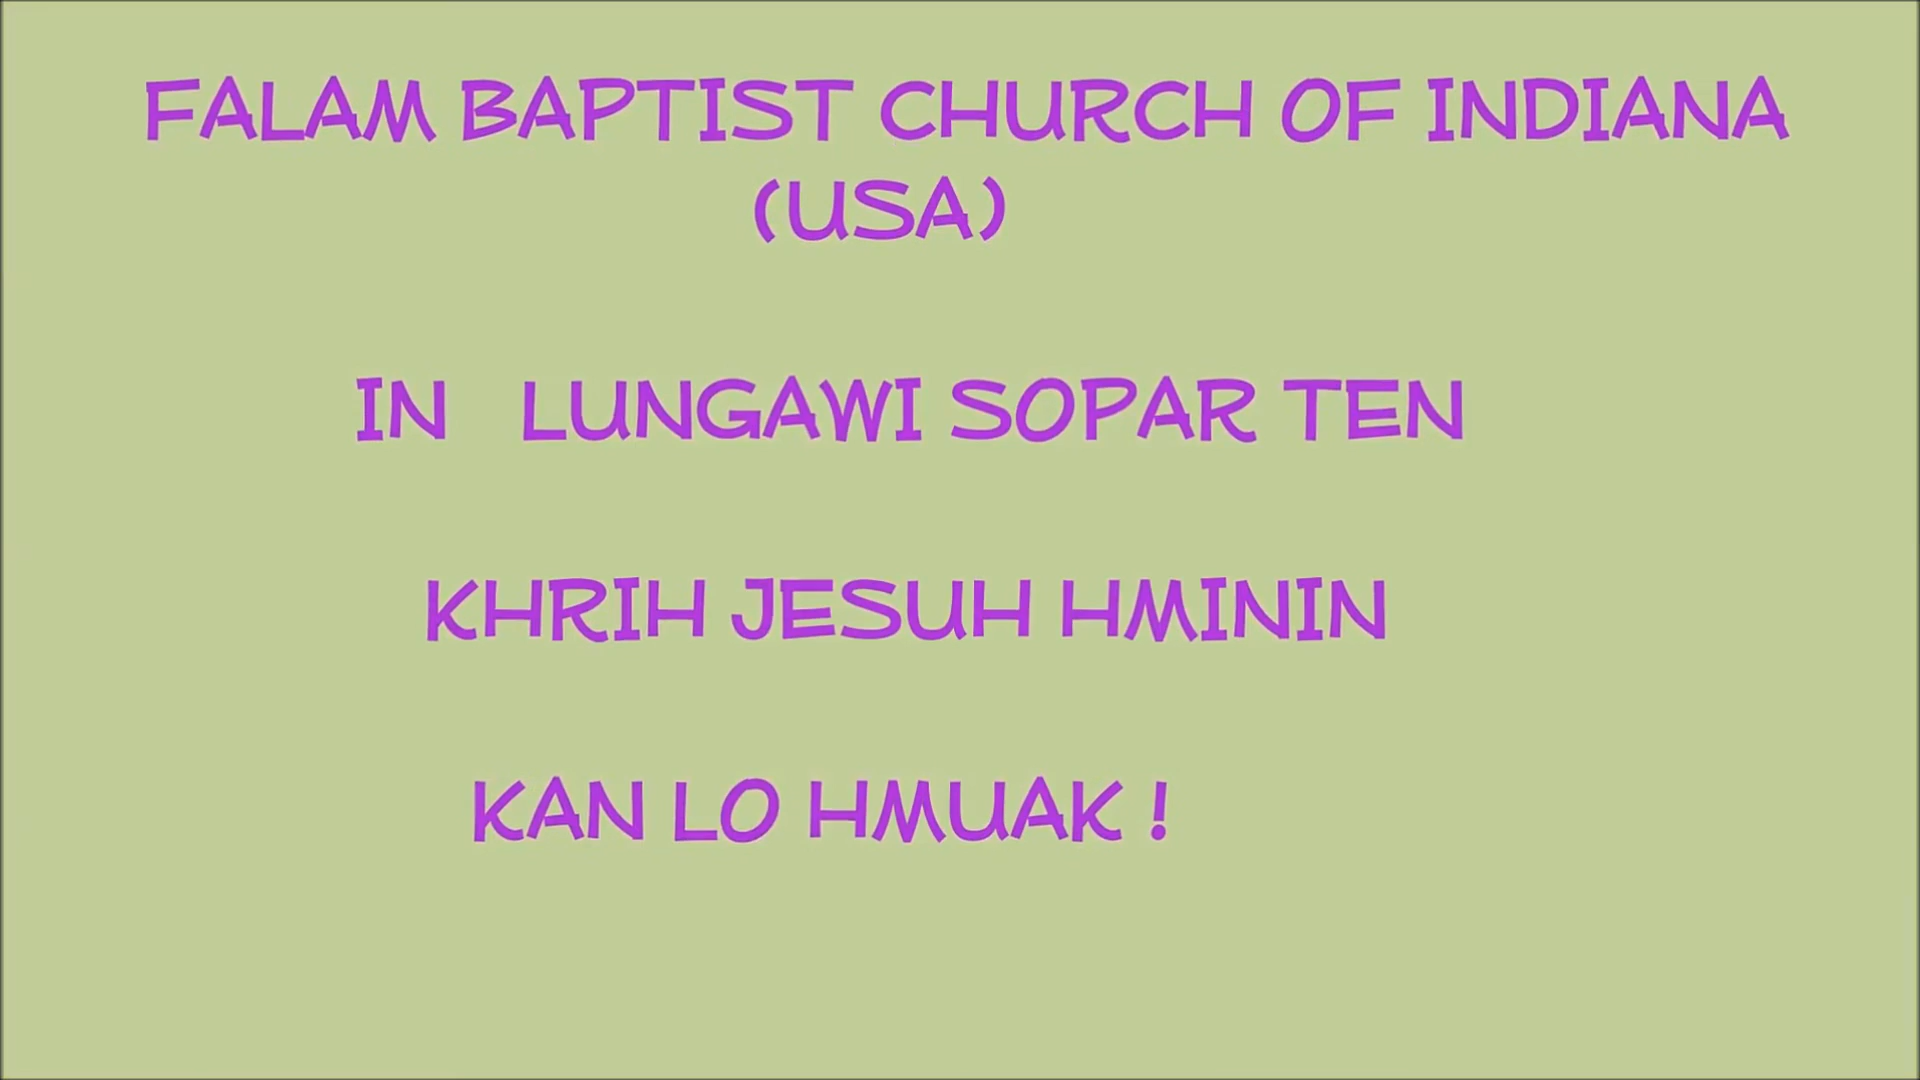 FALAM BAPTIST CHURCH OF INDIANA
(USA)
IN LUNGAWI SOPAR TEN
KHRIH JESUH HMININ
KAN LO HMUAK !